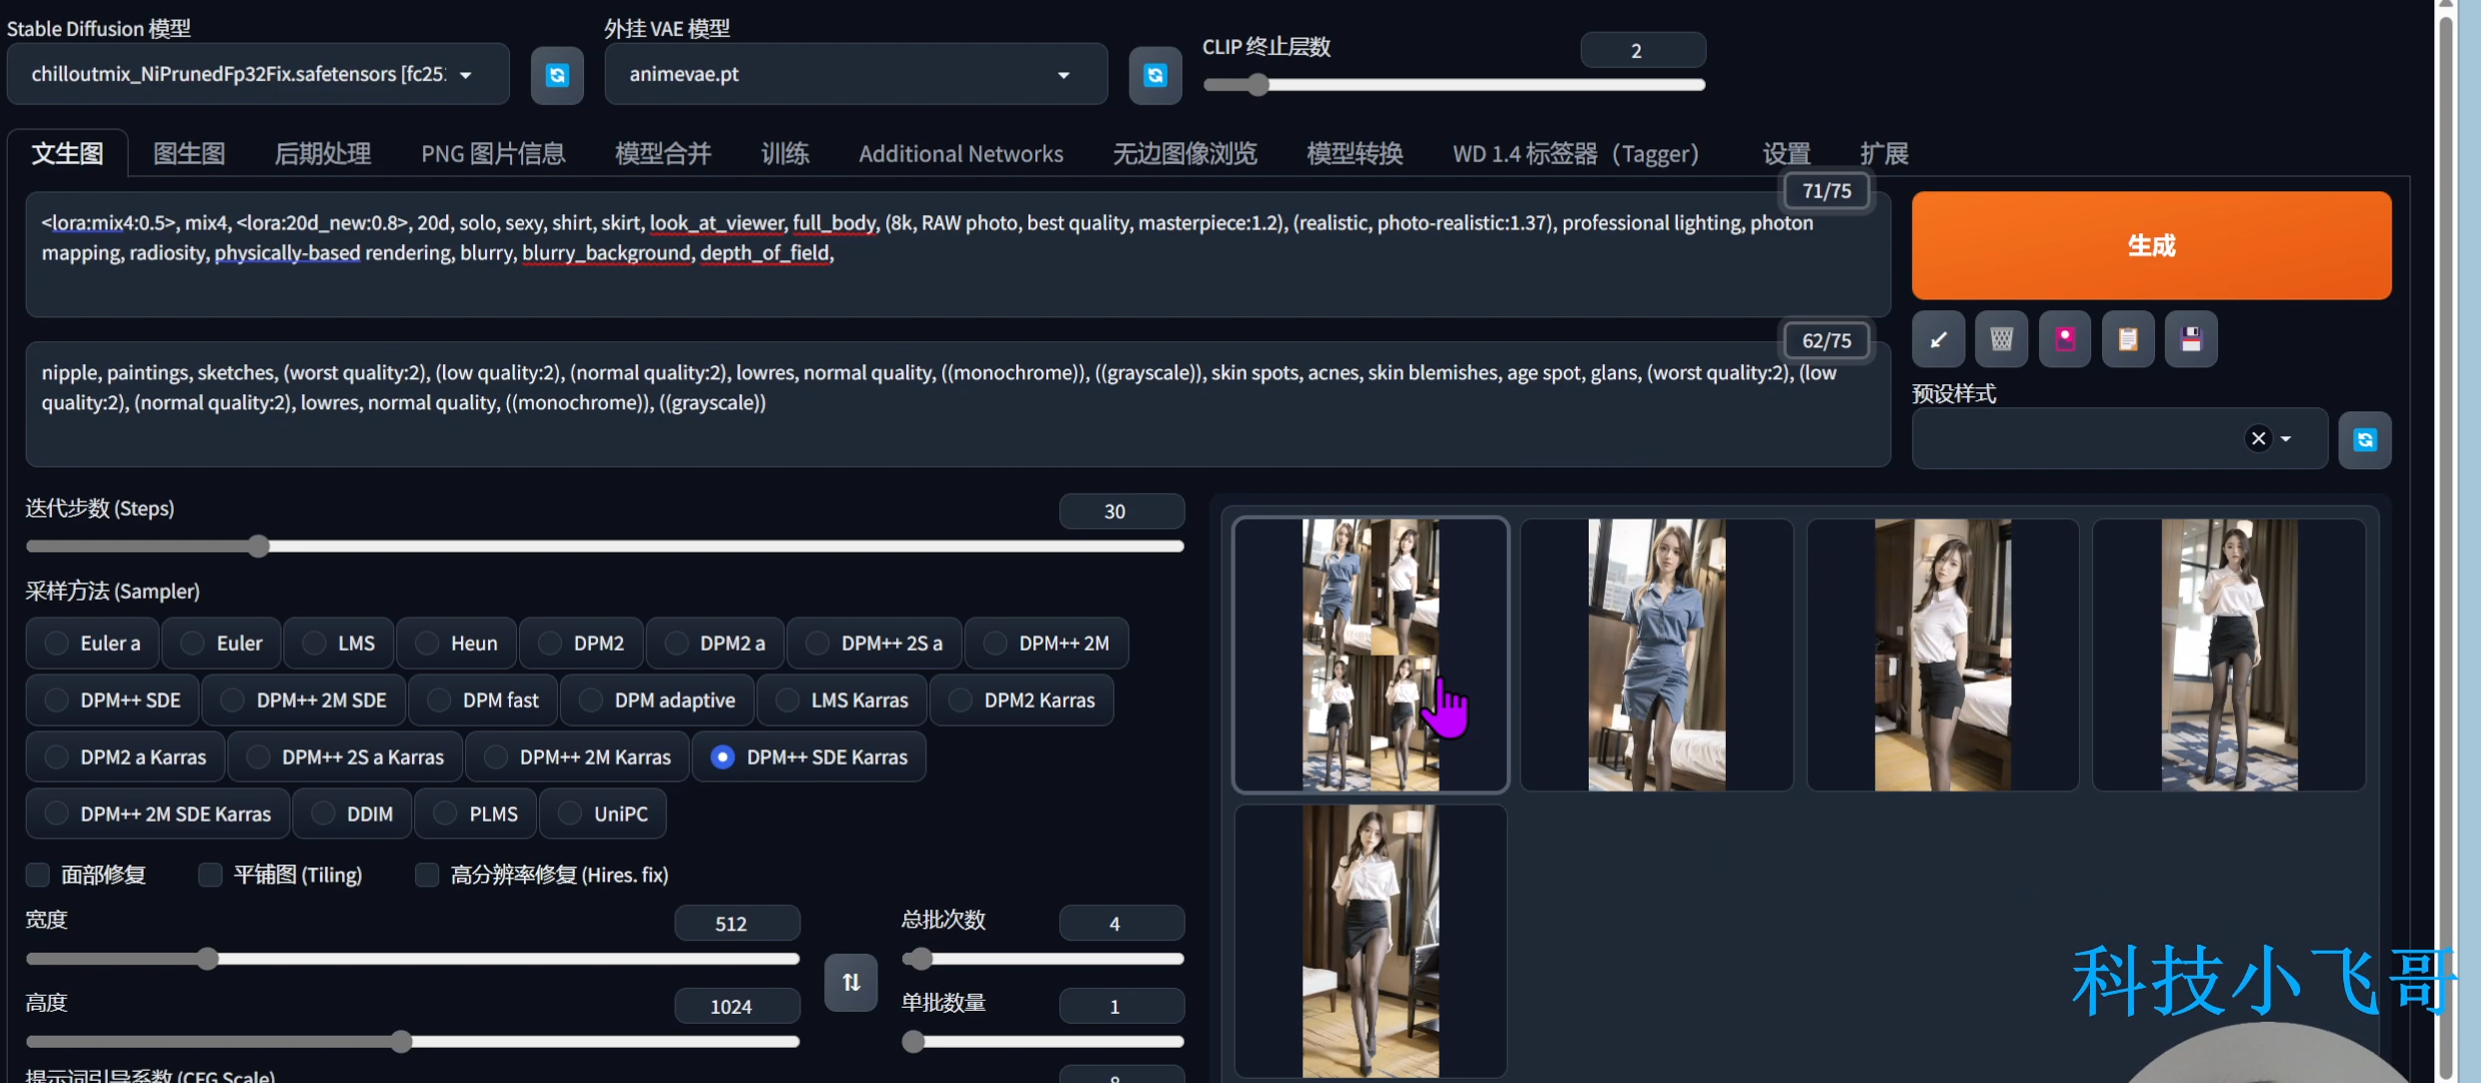 Stable Diffusion 模型
外挂 VAE 模型
CLIP 终止层数
2
chilloutmix_NiPrunedFp32Fix.safetensors [fc25
animevae.pt
文生图 图生图 后期处理 PNG 图片信息 模型合并 训练 Additional Networks 无边图像浏览 模型转换 WD 1.4 标签器（Tagger） 设置 扩展
71/75
<lora:mix4:0.5>, mix4, <lora:20d_new:0.8>, 20d, solo, sexy, shirt, skirt, look_at_viewer, full_body, (8k, RAW photo, best quality, masterpiece:1.2), (realistic, photo-realistic:1.37), professional lighting, photon
mapping, radiosity, physically-based rendering, blurry, blurry_background, depth_of_field,
生成
62/75
nipple, paintings, sketches, (worst quality:2), (low quality:2), (normal quality:2), lowres, normal quality, ((monochrome)), ((grayscale)), skin spots, acnes, skin blemishes, age spot, glans, (worst quality:2), (low
quality:2), (normal quality:2), lowres, normal quality, ((monochrome)), ((grayscale))
预设样式
迭代步数 (Steps)
30
采样方法 (Sampler)
Euler a Euler LMS Heun DPM2 DPM2 a DPM++ 2S a DPM++ 2M
DPM++ SDE DPM++ 2M SDE DPM fast DPM adaptive LMS Karras DPM2 Karras
DPM2 a Karras DPM++ 2S a Karras DPM++ 2M Karras DPM++ SDE Karras
DPM++ 2M SDE Karras DDIM PLMS UniPC
面部修复 平铺图 (Tiling) 高分辨率修复 (Hires. fix)
宽度
512
总批次数
4
高度
1024
单批数量
1
提示词引导系数 (CFG Scale)
8
科技小飞哥